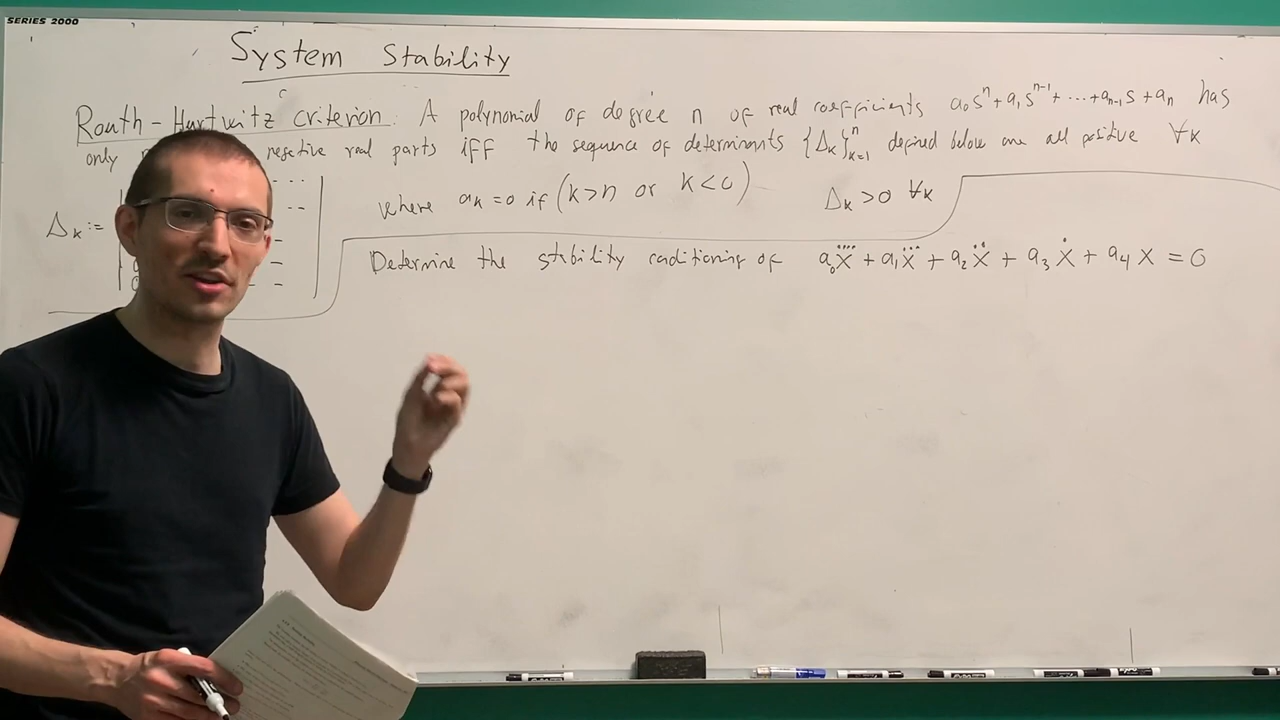 SERIES 2000
System Stability
Routh-Hurtwitz criterion: A polynomial of degree n of real coefficients a₀sⁿ+a₁sⁿ⁻¹+⋯+aₙ₋₁s+aₙ has
only negative real parts iff the sequence of determinants {Δₖ}ⁿₖ₌₁ defined below are all positive ∀k
where aₖ=0 if (k>n or k<0) Δₖ>0 ∀k
Δₖ:=
Determine the stability conditioning of a₀x⃜ + a₁x⃛ + a₂ẍ + a₃ẋ + a₄x = 0